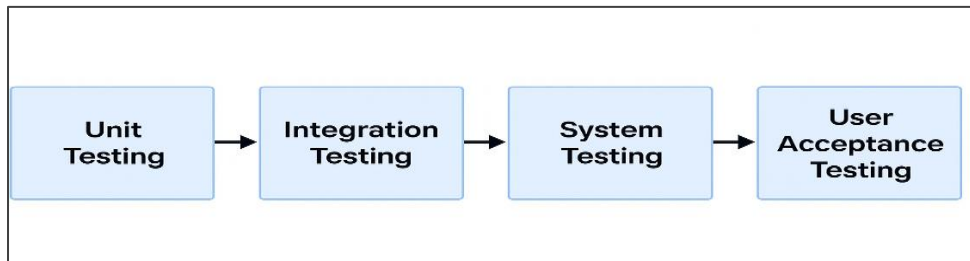 Unit
Testing
Integration
Testing
System
Testing
User
Acceptance
Testing